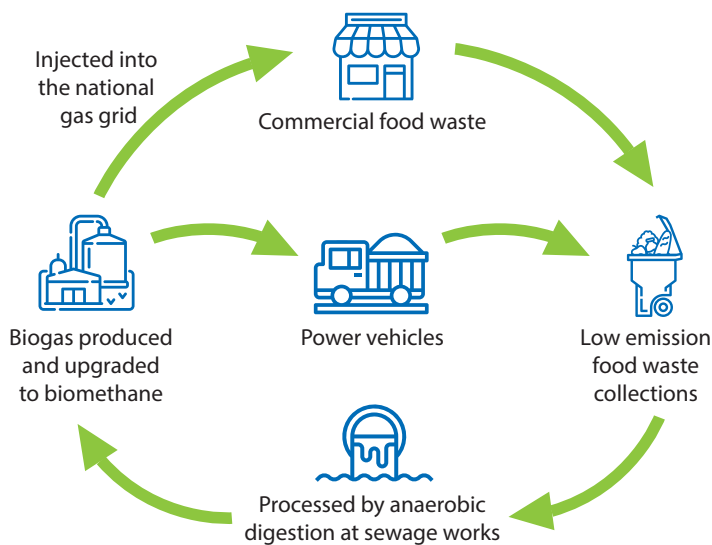 Injected into
the national
gas grid
Commercial food waste
Biogas produced
and upgraded
to biomethane
Power vehicles
Low emission
food waste
collections
Processed by anaerobic
digestion at sewage works